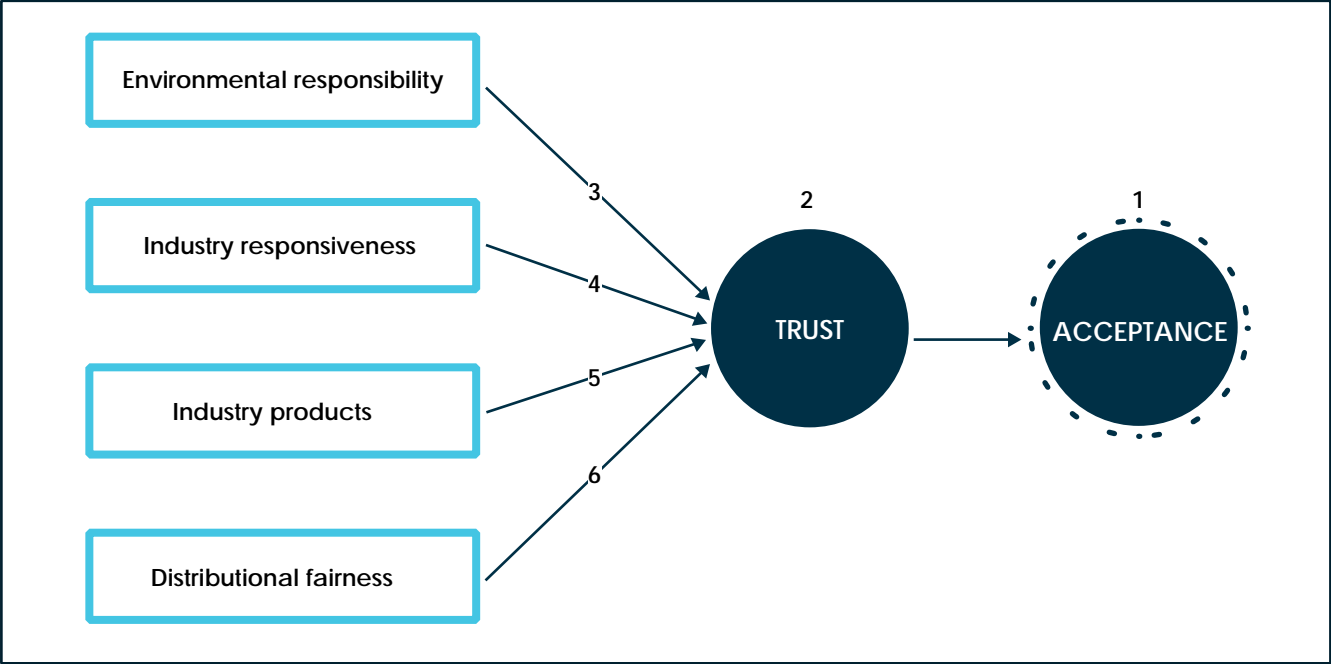 Environmental responsibility
3
Industry responsiveness
4
Industry products
5
Distributional fairness
6
2
TRUST
1
ACCEPTANCE